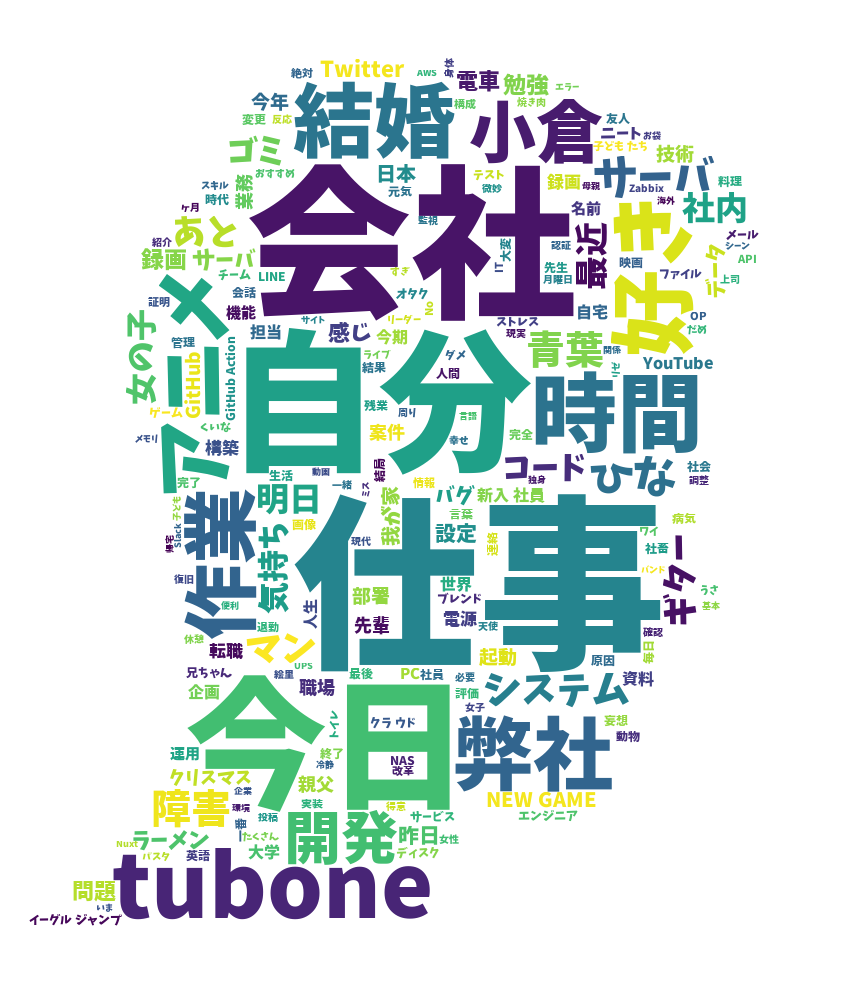 絶対
Twitter
AWS
電車
勉強
エラー
今年
結婚
構成
焼き肉
変更
反応
小倉
友人
ニート
お袋
ゴミ
子ども たち
技術
おすすめ
日本
テスト
録画
サーバ
スキル
業務
元気
微妙
母親
Zabbix
料理
時代
会社
海外
社内
ヶ月
名前
あと
監視
好き
メール
紹介
大変
認証
最近
シーン
録画 サーバ
IT
映画
データ
API
チーム
LINE
すぎ
先生
ファイル
上司
アニメ
オタク
月曜日
証明
会話
No
機能
自宅
OP
サイト
リーダー
ストレス
だめ
女の子
担当
感じ
今期
現実
青葉
管理
ライブ
ダメ
関係
GitHub
GitHub Action
結果
YouTube
自分
人間
時間
ゲーム
残業
周り
言語
くいな
案件
幸せ
完全
メモリ
構築
コード
ひな
社会
結局
完了
生活
動画
一緒
情報
独身
調整
子ども
明日
ミス
バグ
新入 社員
作業
我が家
言葉
病気
Slack
画像
設定
ワイ
気持ち
現代
連絡
社畜
帰宅
仕事
ギター
復旧
世界
バンド
便利
人生
部署
ブレンド
うさ
基本
退勤
先輩
電源
天使
休憩
確認
転職
マン
起動
毎日
UPS
原因
兄ちゃん
絵里
最後
PC
社員
必要
資料
企画
職場
評価
システム
今日
女子
トイレ
クラウド
弊社
妄想
動物
運用
終了
NAS
冷静
改革
クリスマス
親父
企業
NEW GAME
障害
環境
実装
得意
投稿
サービス
エンジニア
たくさん
開発
昨日
女性
Nuxt
ラーメン
パスタ
英語
大学
ディスク
tubone
問題
いま
イーグル ジャンプ